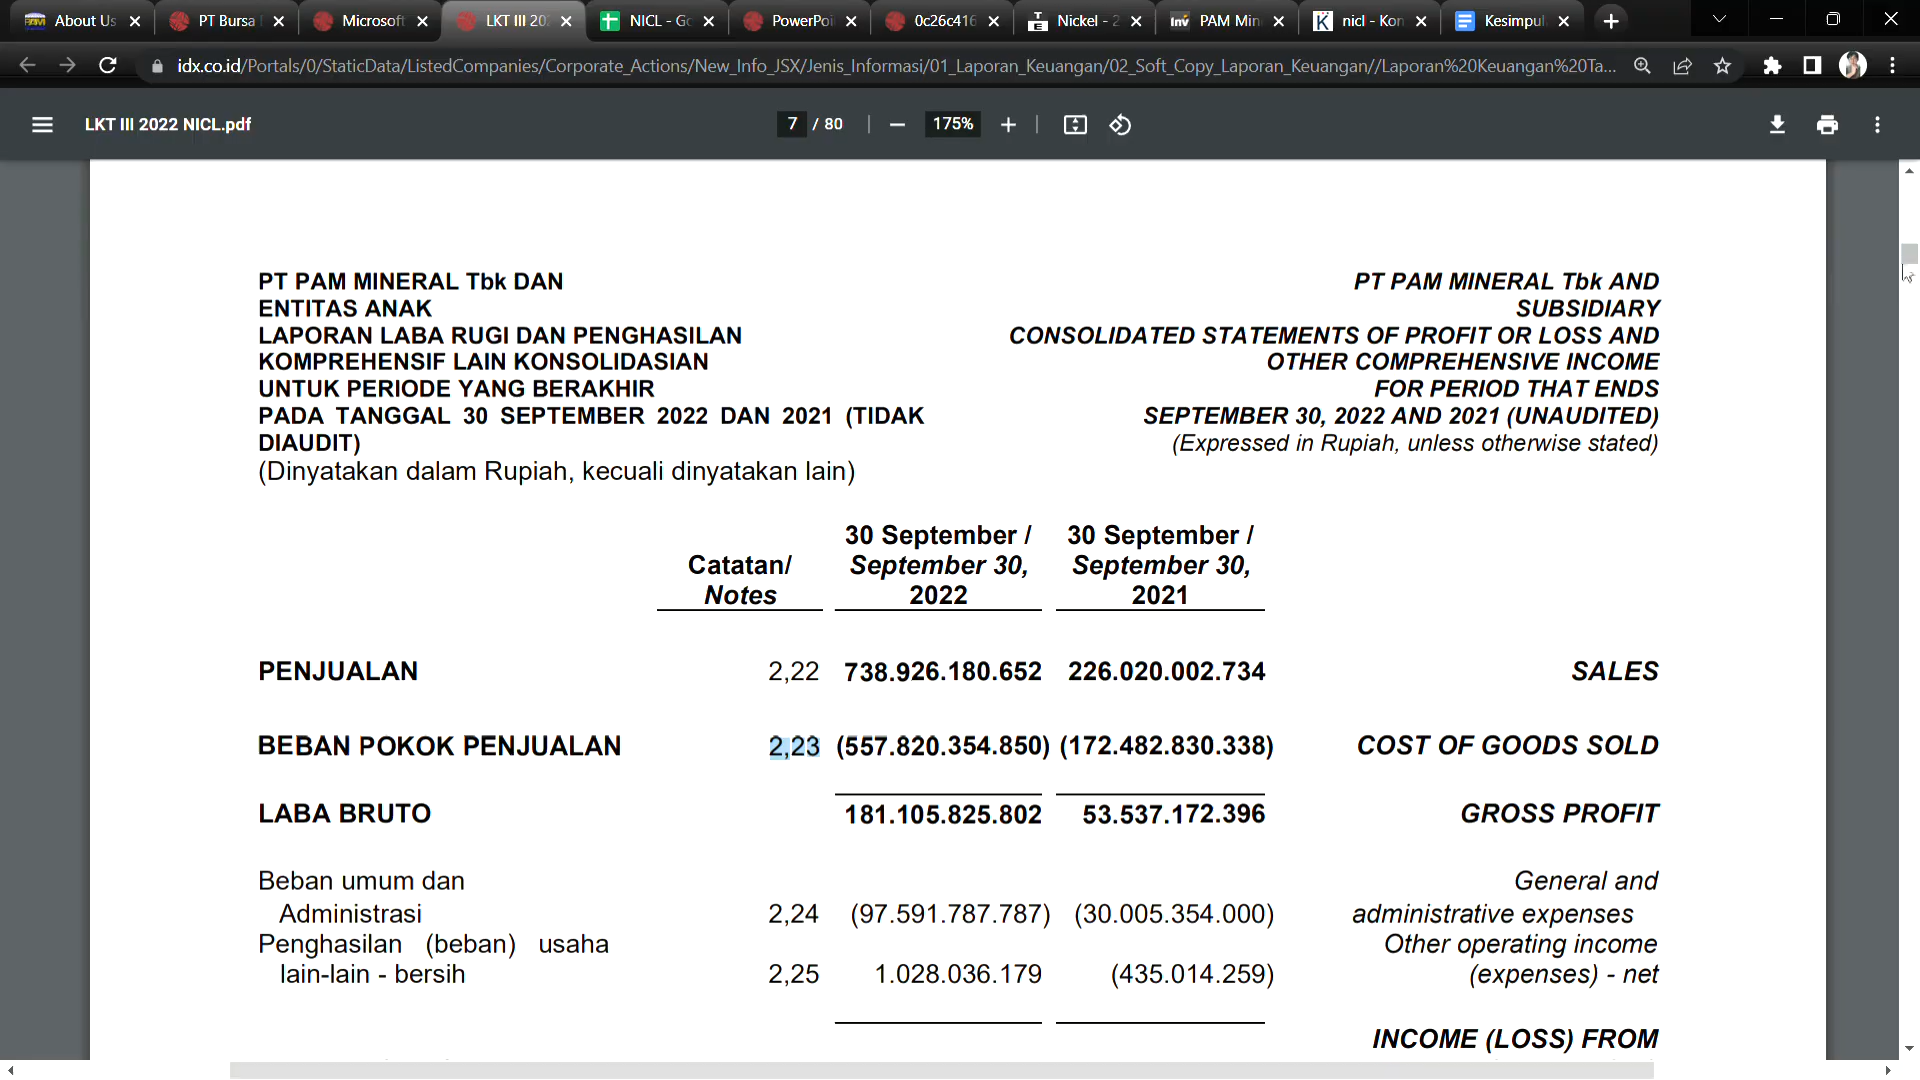 About Us
PT Bursa
Microsoft
LKT III 202
NICL - Go
PowerPoi
0c26c416
Nickel - 2
PAM Min
nicl - Kon
Kesimpul
idx.co.id/Portals/0/StaticData/ListedCompanies/Corporate_Actions/New_Info_JSX/Jenis_Informasi/01_Laporan_Keuangan/02_Soft_Copy_Laporan_Keuangan//Laporan%20Keuangan%20Ta...
LKT III 2022 NICL.pdf
7 / 80
175%
PT PAM MINERAL Tbk DAN
ENTITAS ANAK
LAPORAN LABA RUGI DAN PENGHASILAN
KOMPREHENSIF LAIN KONSOLIDASIAN
UNTUK PERIODE YANG BERAKHIR
PADA TANGGAL 30 SEPTEMBER 2022 DAN 2021 (TIDAK
DIAUDIT)
(Dinyatakan dalam Rupiah, kecuali dinyatakan lain)
PT PAM MINERAL Tbk AND
SUBSIDIARY
CONSOLIDATED STATEMENTS OF PROFIT OR LOSS AND
OTHER COMPREHENSIVE INCOME
FOR PERIOD THAT ENDS
SEPTEMBER 30, 2022 AND 2021 (UNAUDITED)
(Expressed in Rupiah, unless otherwise stated)
Catatan/
Notes
30 September /
September 30,
2022
30 September /
September 30,
2021
PENJUALAN 2,22 738.926.180.652 226.020.002.734 SALES
BEBAN POKOK PENJUALAN 2,23 (557.820.354.850) (172.482.830.338) COST OF GOODS SOLD
LABA BRUTO 181.105.825.802 53.537.172.396 GROSS PROFIT
Beban umum dan General and
Administrasi 2,24 (97.591.787.787) (30.005.354.000) administrative expenses
Penghasilan (beban) usaha Other operating income
lain-lain - bersih 2,25 1.028.036.179 (435.014.259) (expenses) - net
INCOME (LOSS) FROM